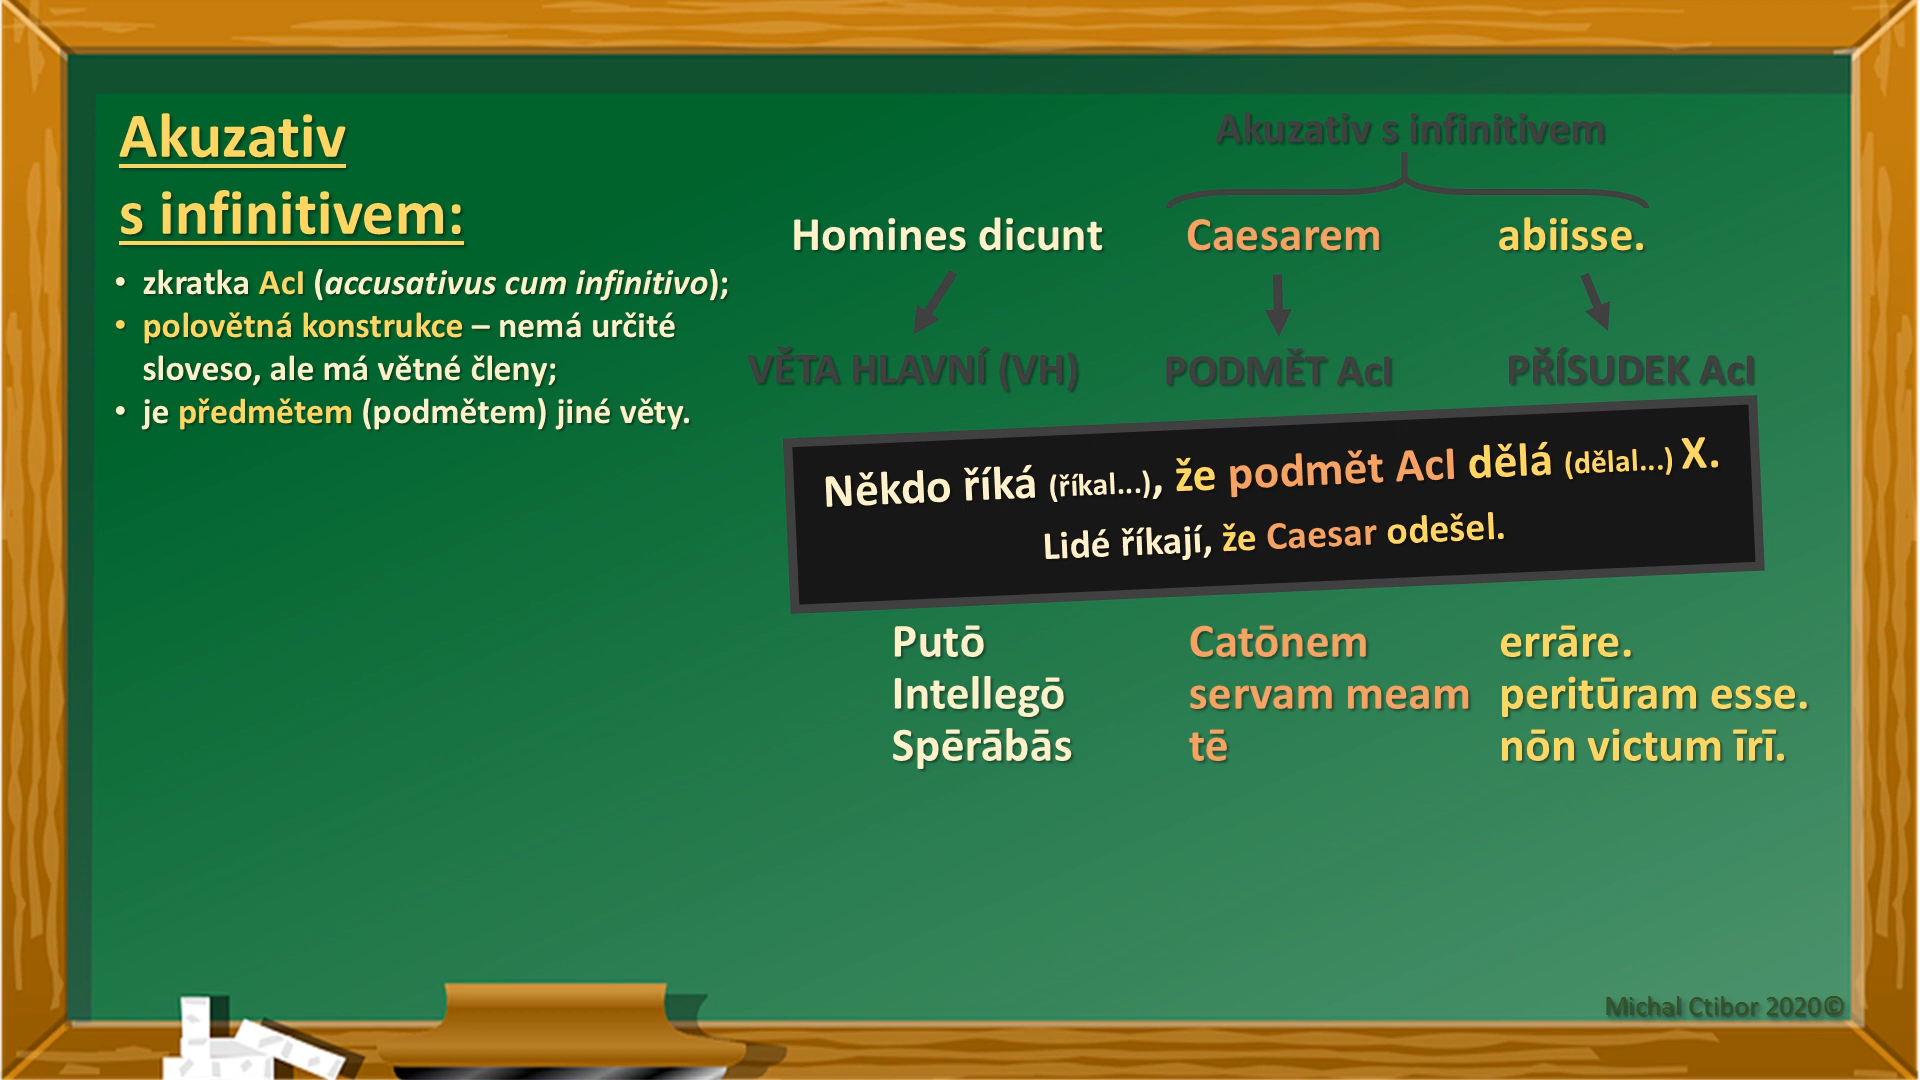 Akuzativ
s infinitivem:
• zkratka AcI (accusativus cum infinitivo);
• polovětná konstrukce – nemá určité
sloveso, ale má větné členy;
• je předmětem (podmětem) jiné věty.
Akuzativ s infinitivem
Homines dicunt Caesarem abiisse.
VĚTA HLAVNÍ (VH) PODMĚT AcI PŘÍSUDEK AcI
Někdo říká (říkal...), že podmět AcI dělá (dělal...) X.
Lidé říkají, že Caesar odešel.
Putō Catōnem errāre.
Intellegō servam meam peritūram esse.
Spērābās tē nōn victum īrī.
Michal Ctibor 2020©